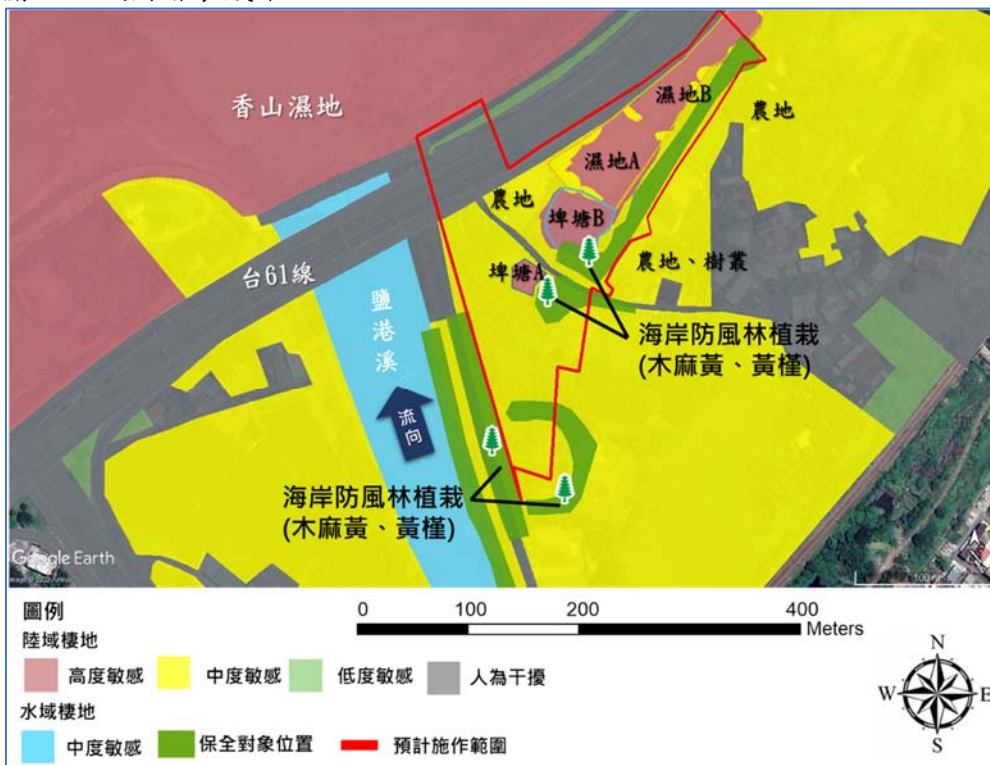 香山濕地
濕地B
農地
濕地A
農地
埤塘B
台61線
埤塘A
農地、樹叢
鹽港溪
海岸防風林植栽
(木麻黃、黃槿)
流向
海岸防風林植栽
(木麻黃、黃槿)
Google Earth
100 m
圖例
0 100 200 400
Meters
陸域棲地
高度敏感 中度敏感 低度敏感 人為干擾
水域棲地
中度敏感 保全對象位置 預計施作範圍
N
W E
S